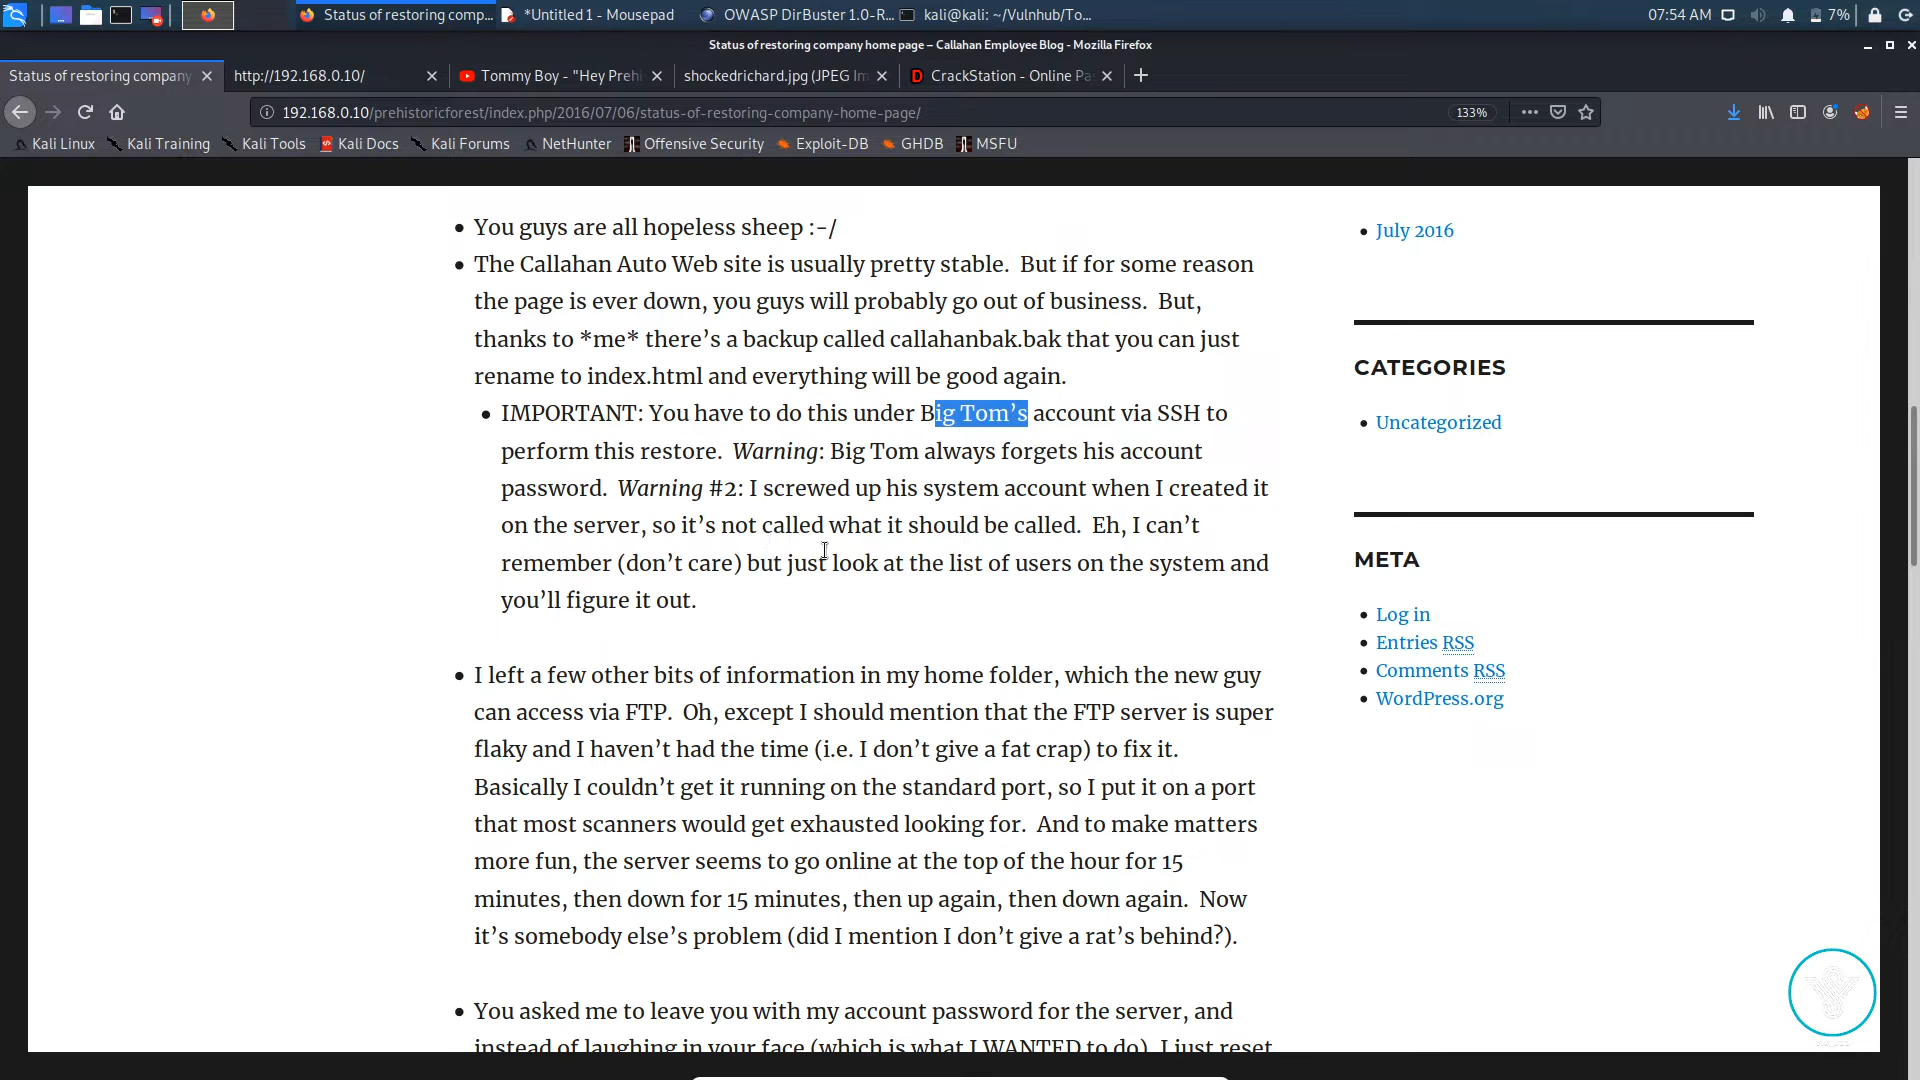 Status of restoring comp...
*Untitled 1 - Mousepad
OWASP DirBuster 1.0-R...
kali@kali: ~/Vulnhub/To...
07:54 AM
7%
Status of restoring company home page – Callahan Employee Blog - Mozilla Firefox
Status of restoring company
http://192.168.0.10/
Tommy Boy - "Hey Prehi
shockedrichard.jpg (JPEG Im
CrackStation - Online Pa
192.168.0.10/prehistoricforest/index.php/2016/07/06/status-of-restoring-company-home-page/
133%
Kali Linux
Kali Training
Kali Tools
Kali Docs
Kali Forums
NetHunter
Offensive Security
Exploit-DB
GHDB
MSFU
You guys are all hopeless sheep :-/
The Callahan Auto Web site is usually pretty stable.  But if for some reason
the page is ever down, you guys will probably go out of business.  But,
thanks to *me* there’s a backup called callahanbak.bak that you can just
rename to index.html and everything will be good again.
IMPORTANT: You have to do this under Big Tom’s account via SSH to
perform this restore.  Warning: Big Tom always forgets his account
password.  Warning #2: I screwed up his system account when I created it
on the server, so it’s not called what it should be called.  Eh, I can’t
remember (don’t care) but just look at the list of users on the system and
you’ll figure it out.
I left a few other bits of information in my home folder, which the new guy
can access via FTP.  Oh, except I should mention that the FTP server is super
flaky and I haven’t had the time (i.e. I don’t give a fat crap) to fix it.
Basically I couldn’t get it running on the standard port, so I put it on a port
that most scanners would get exhausted looking for.  And to make matters
more fun, the server seems to go online at the top of the hour for 15
minutes, then down for 15 minutes, then up again, then down again.  Now
it’s somebody else’s problem (did I mention I don’t give a rat’s behind?).
You asked me to leave you with my account password for the server, and
instead of laughing in your face (which is what I WANTED to do), I just reset
July 2016
CATEGORIES
Uncategorized
META
Log in
Entries RSS
Comments RSS
WordPress.org